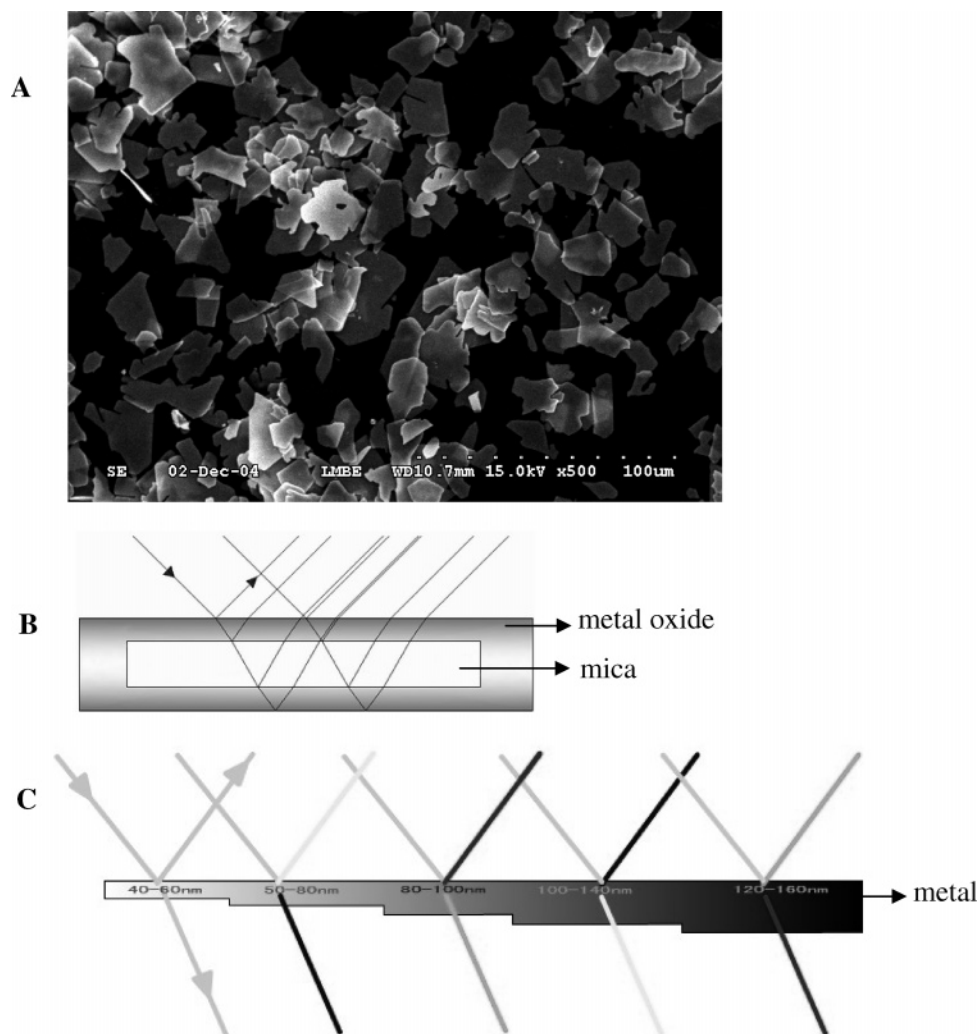 A
SE 02-Dec-04 LMBE WD10.7mm 15.0kV x500 100um
B
metal oxide
mica
C
40-60nm 50-80nm 80-100nm 100-140nm 120-160nm
metal